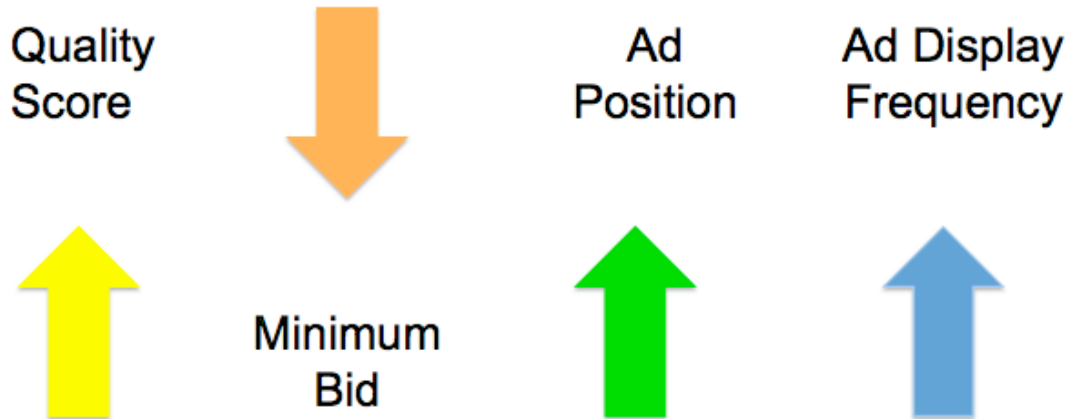 Quality
Score
Minimum
Bid
Ad
Position
Ad Display
Frequency